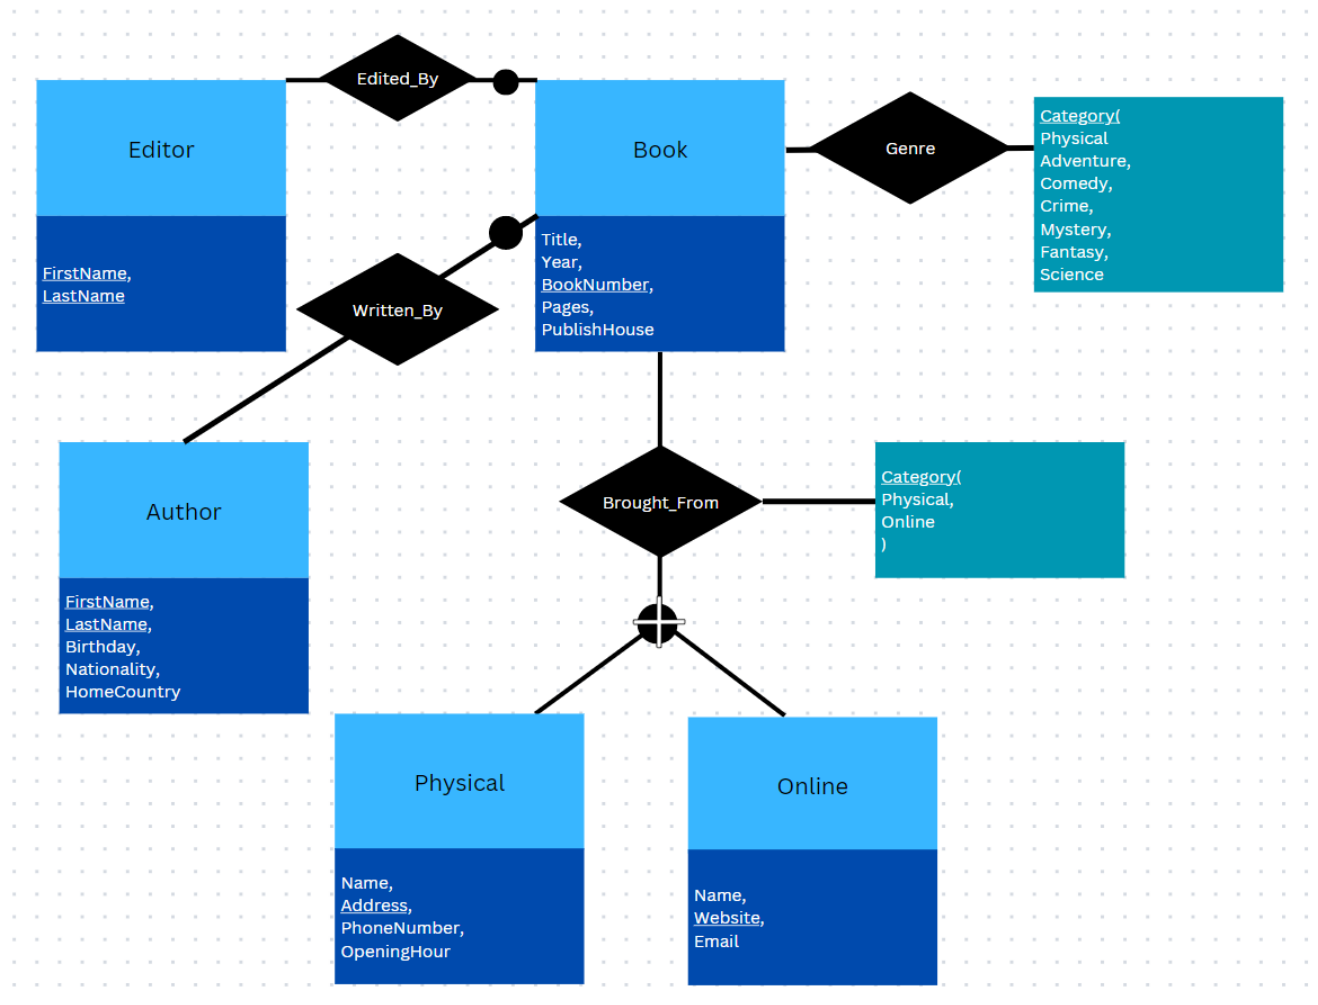 Edited_By
Editor
FirstName,
LastName
Book
Title,
Year,
BookNumber,
Pages,
PublishHouse
Genre
Category(
Physical
Adventure,
Comedy,
Crime,
Mystery,
Fantasy,
Science
Written_By
Author
FirstName,
LastName,
Birthday,
Nationality,
HomeCountry
Brought_From
Category(
Physical,
Online
)
Physical
Name,
Address,
PhoneNumber,
OpeningHour
Online
Name,
Website,
Email